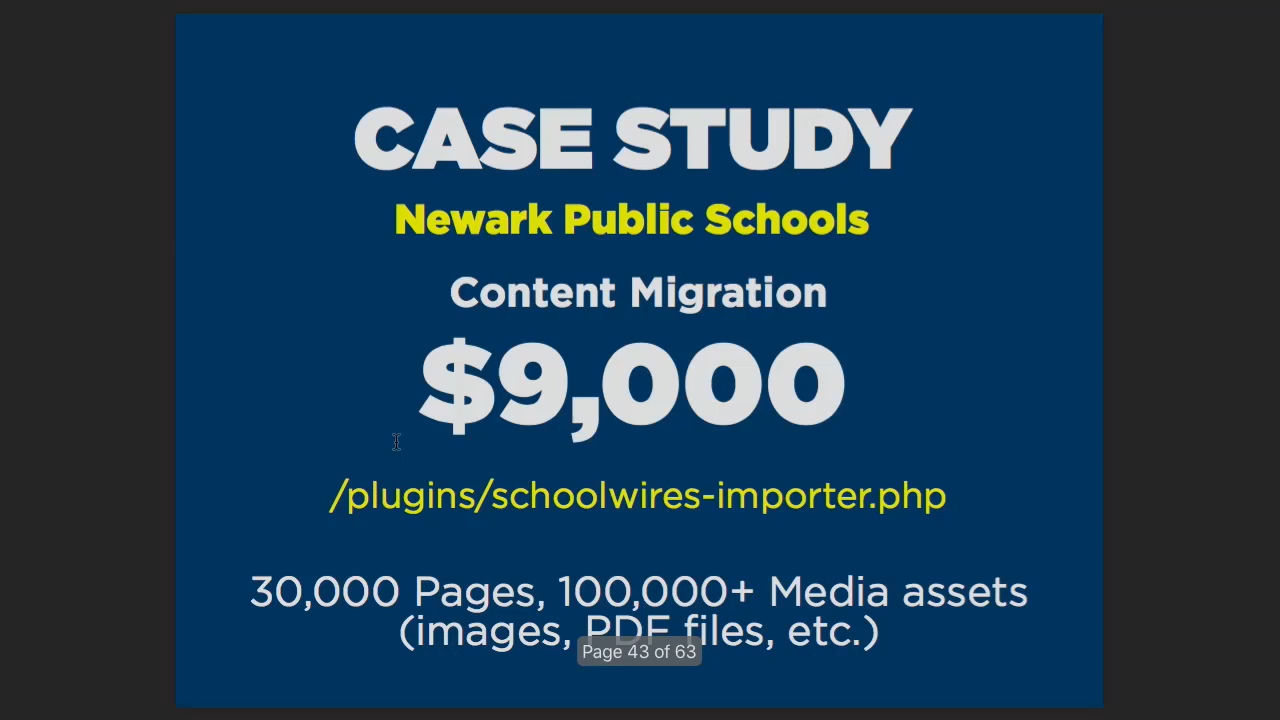 CASE STUDY
Newark Public Schools
Content Migration
$9,000
/plugins/schoolwires-importer.php
30,000 Pages, 100,000+ Media assets
(images, PDF files, etc.)
Page 43 of 63